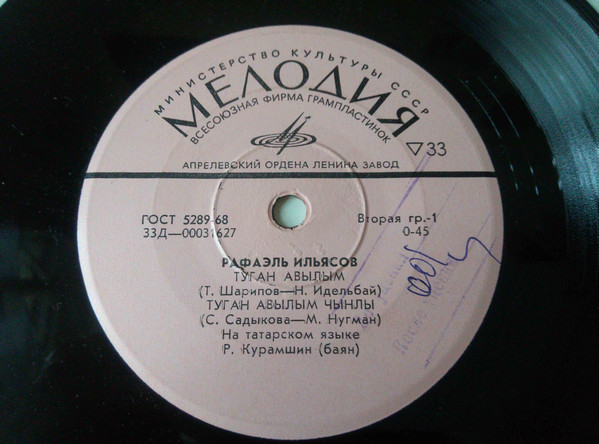 МИНИСТЕРСТВО КУЛЬТУРЫ СССР
МЕЛОДИЯ
ВСЕСОЮЗНАЯ ФИРМА ГРАМПЛАСТИНОК
▽33
АПРЕЛЕВСКИЙ ОРДЕНА ЛЕНИНА ЗАВОД
ГОСТ 5289-68
33Д—00031627
Вторая гр.-1
0-45
РАФАЭЛЬ ИЛЬЯСОВ
ТУГАН АВЫЛЫМ
(Т. Шарипов—Н. Идельбай)
ТУГАН АВЫЛЫМ ЧЫНЛЫ
(С. Садыкова—М. Нугман)
На татарском языке
Р. Курамшин (баян)